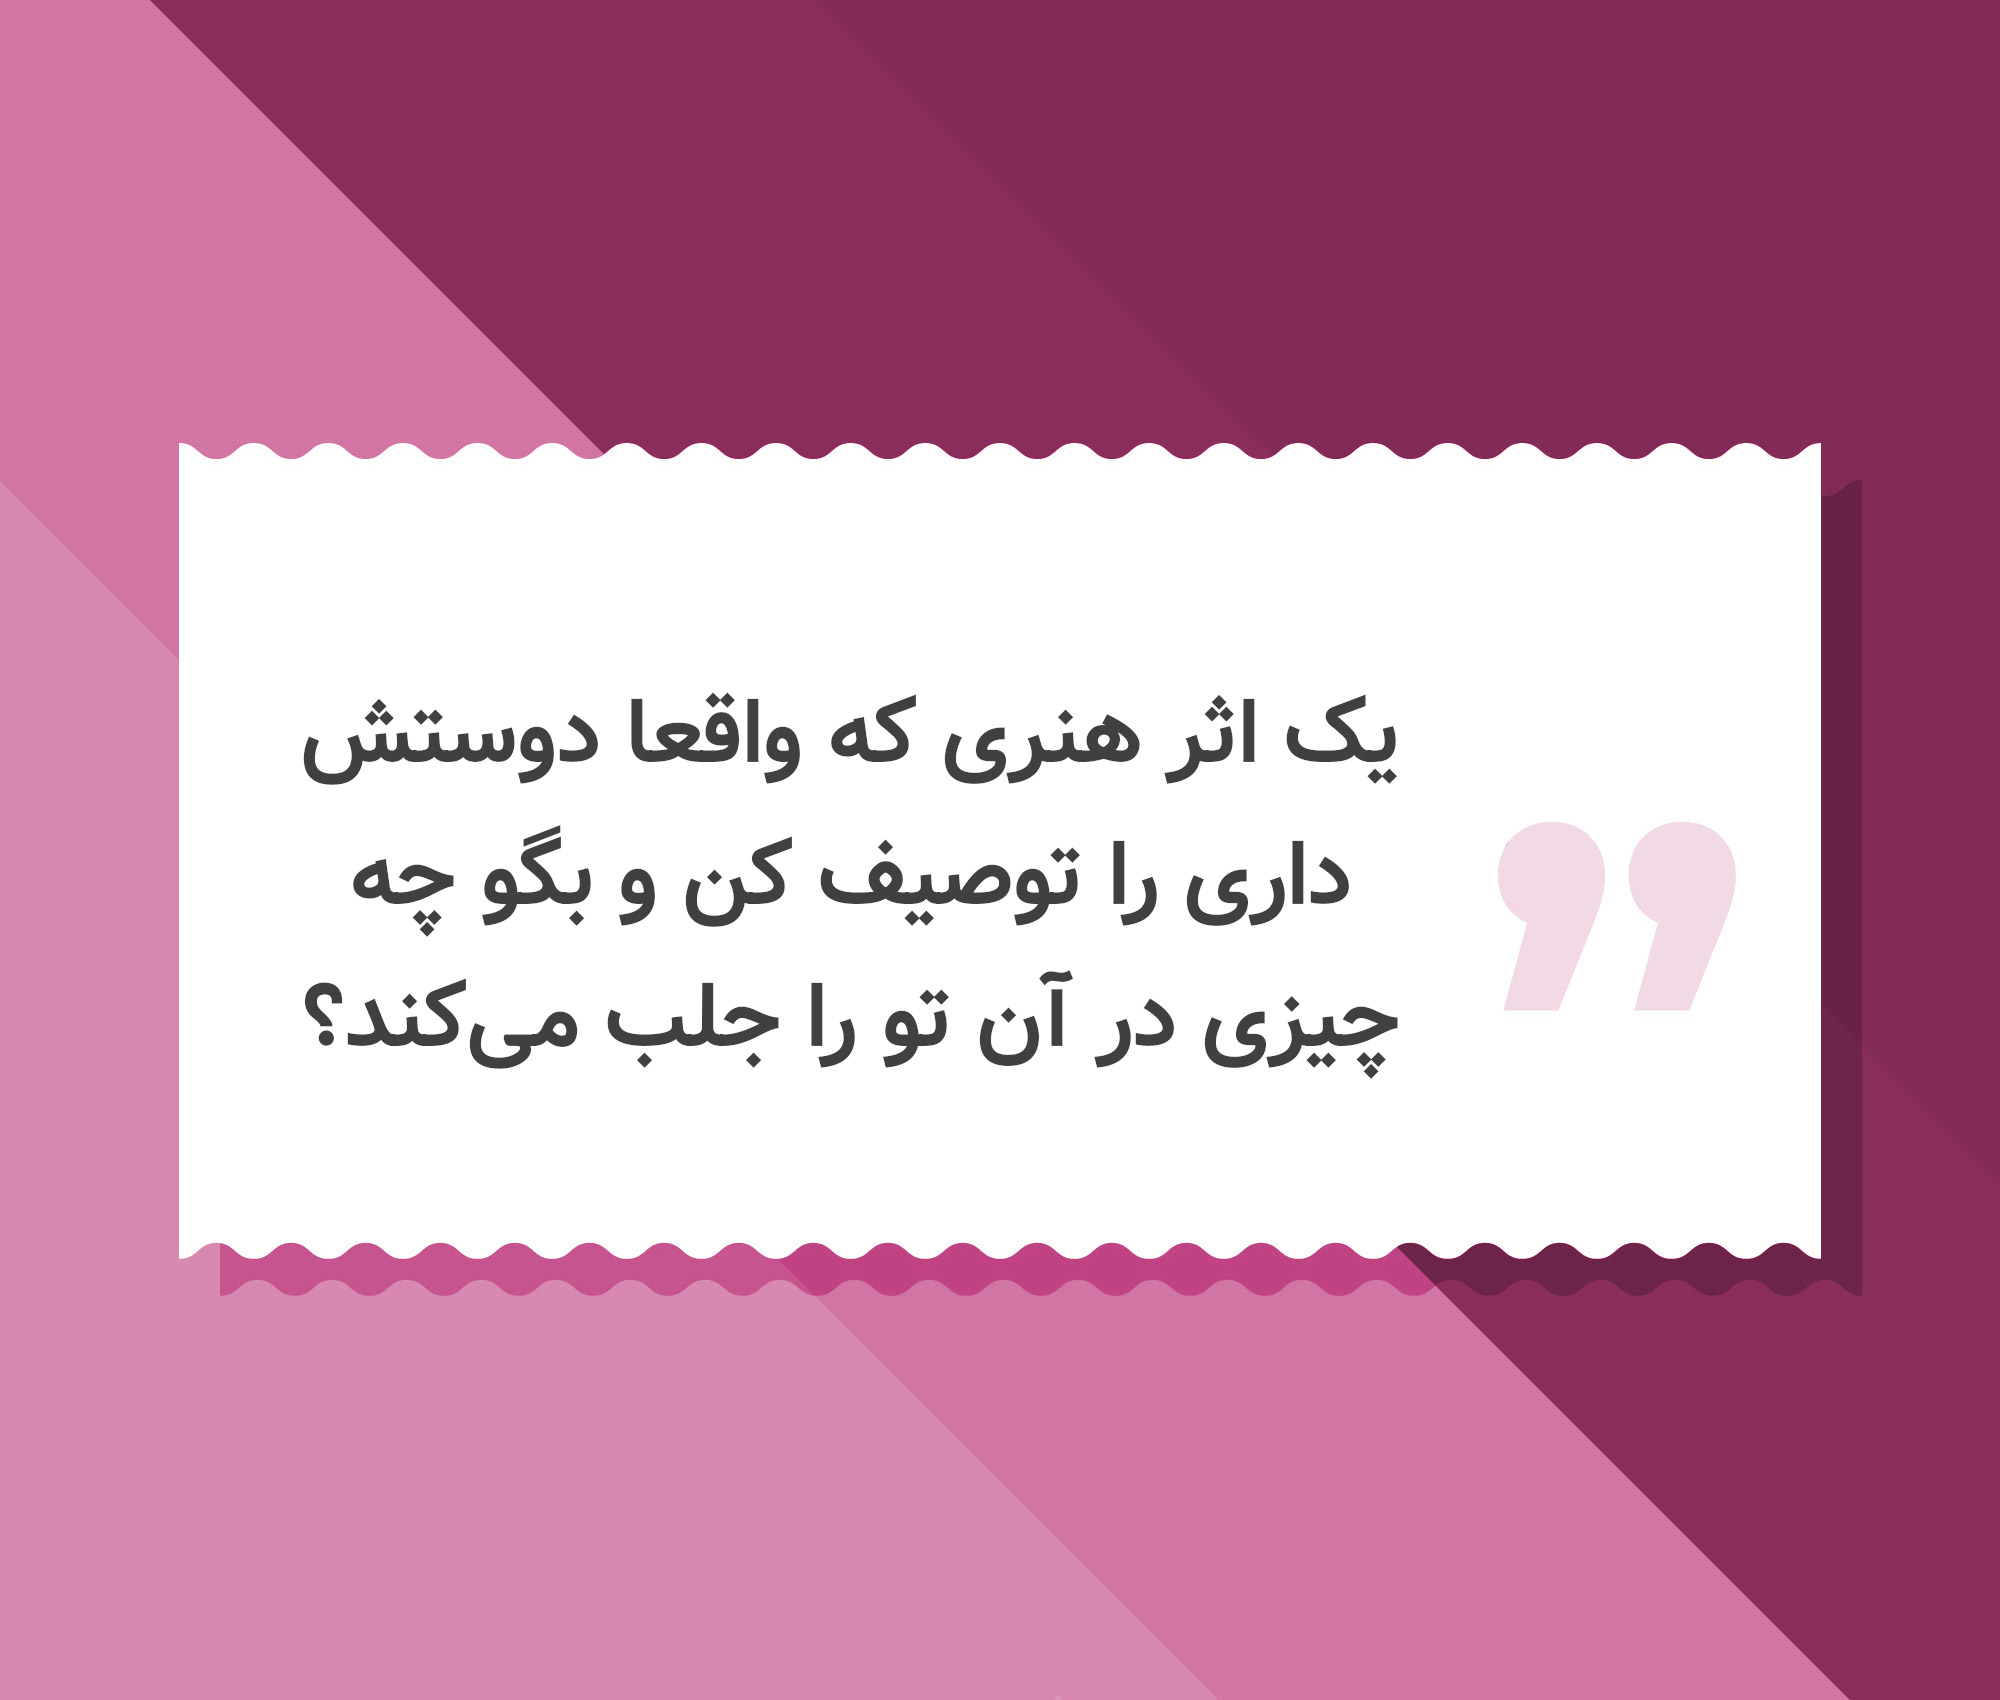 یک اثر هنری که واقعا دوستش
داری را توصیف کن و بگو چه
چیزی در آن تو را جلب می‌کند؟